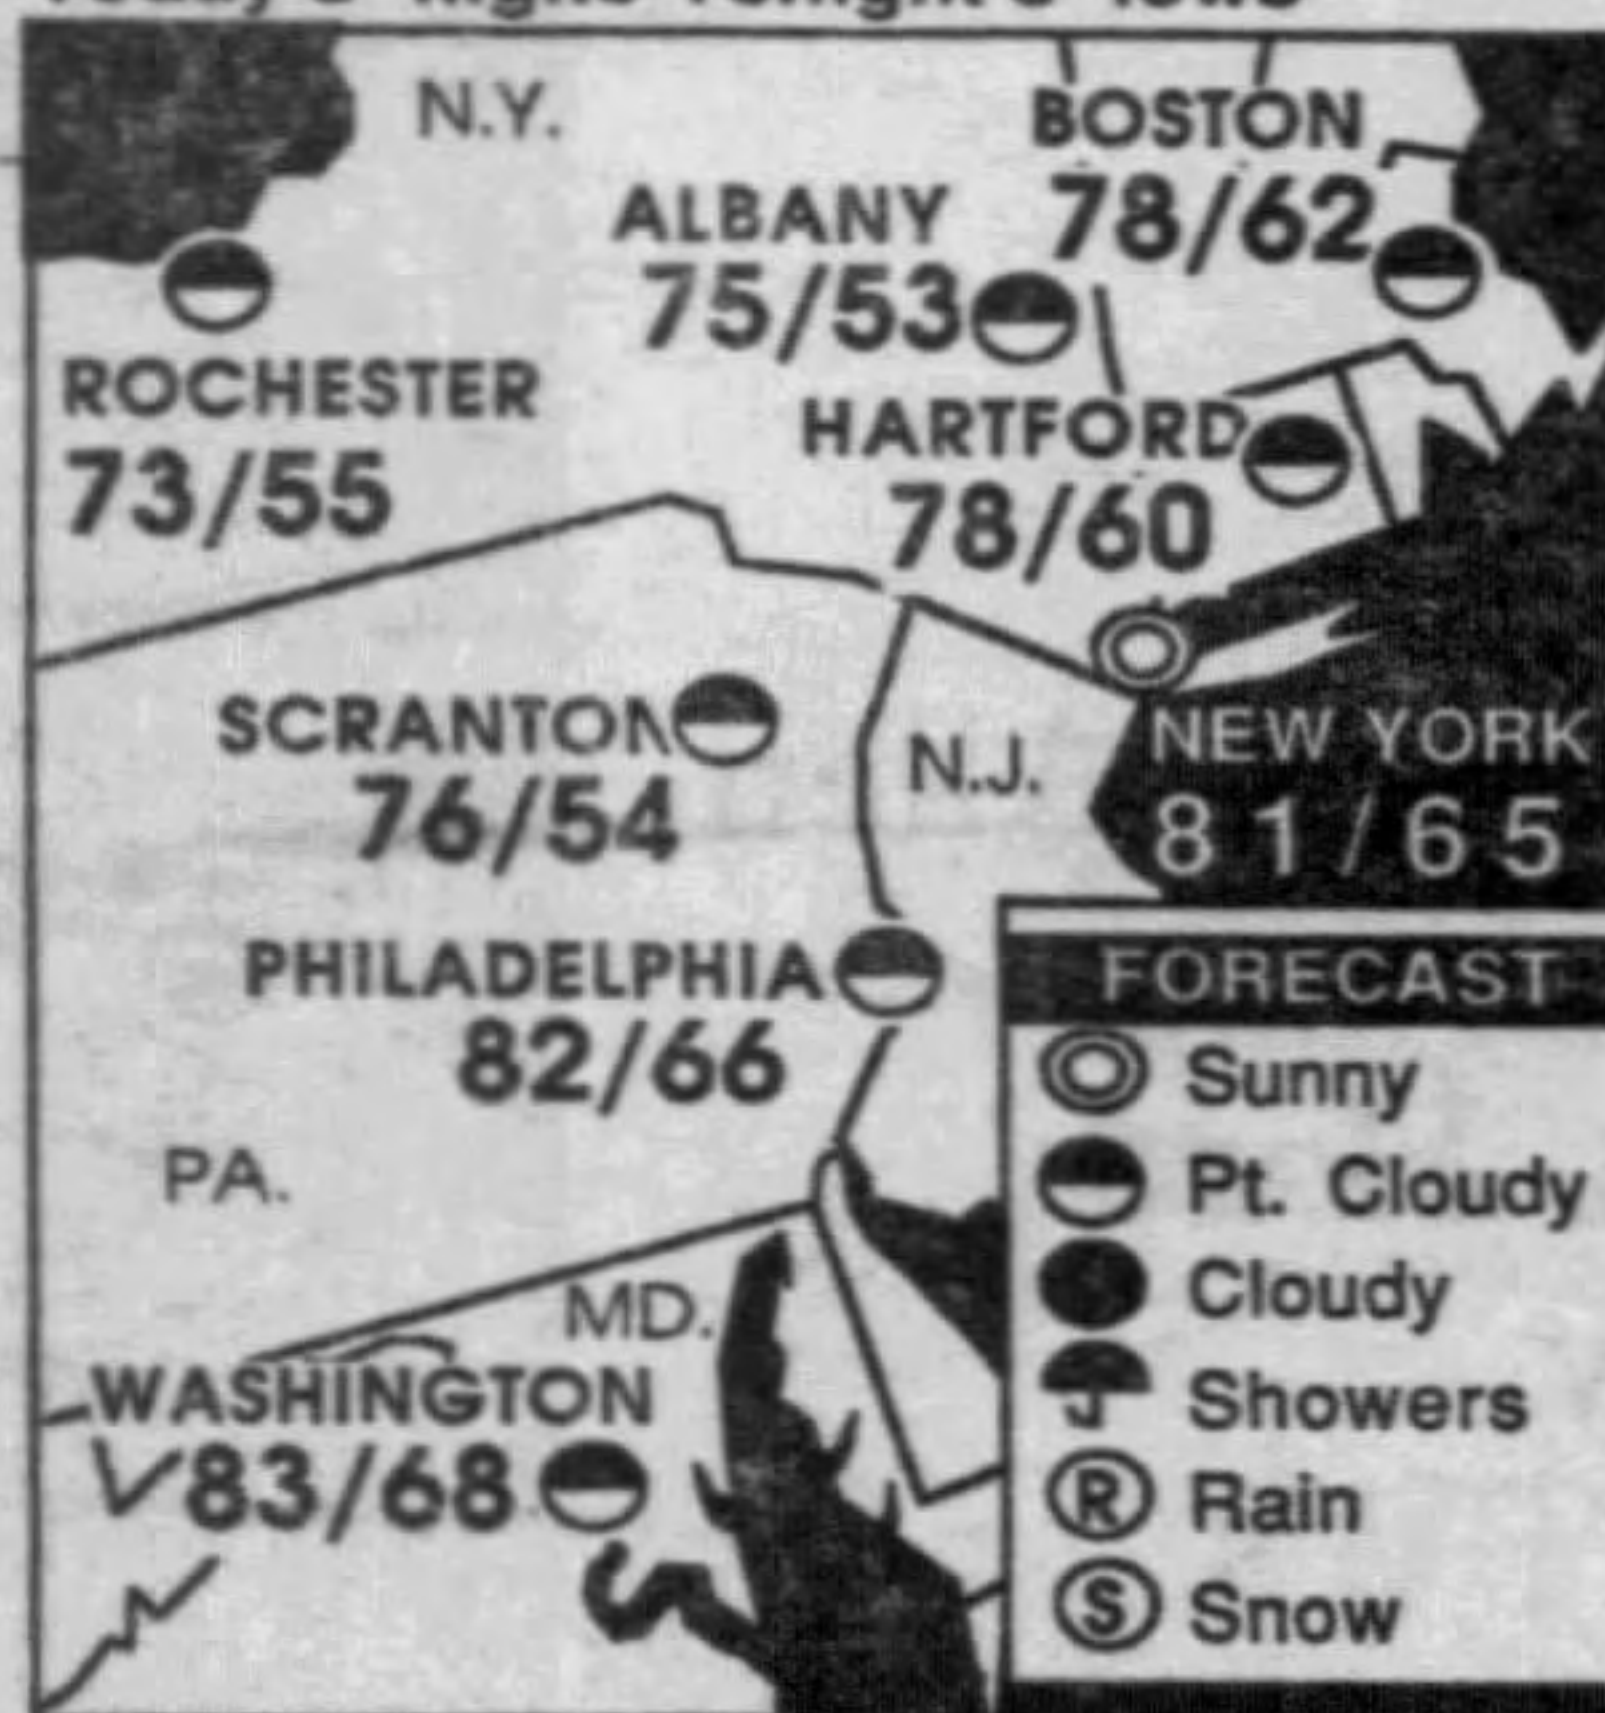 N.Y.
BOSTON
78/62
ALBANY
75/53
ROCHESTER
73/55
HARTFORD
78/60
SCRANTON
76/54
N.J.
NEW YORK
81/65
PHILADELPHIA
82/66
PA.
MD.
WASHINGTON
83/68
FORECAST
Sunny
Pt. Cloudy
Cloudy
Showers
R Rain
S Snow